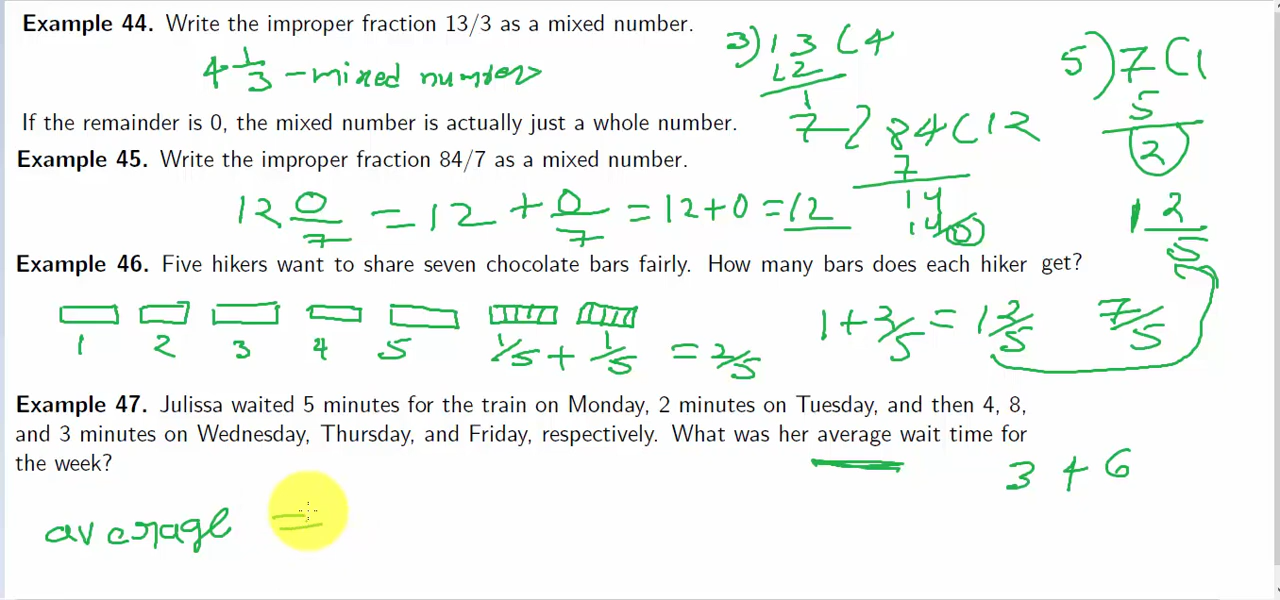 Example 44. Write the improper fraction 13/3 as a mixed number.
4 1/3 - mixed number
3)13(4
12
1
5)7(1
5
2
1 2/5
If the remainder is 0, the mixed number is actually just a whole number.
7)84(12
7
14
14
0
Example 45. Write the improper fraction 84/7 as a mixed number.
12 0/7 = 12 + 0/7 = 12+0 = 12
Example 46. Five hikers want to share seven chocolate bars fairly. How many bars does each hiker get?
1 2 3 4 5 1/5 + 1/5 = 2/5
1 + 2/5 = 1 2/5 7/5
Example 47. Julissa waited 5 minutes for the train on Monday, 2 minutes on Tuesday, and then 4, 8,
and 3 minutes on Wednesday, Thursday, and Friday, respectively. What was her average wait time for
the week?
3 + 6
average =